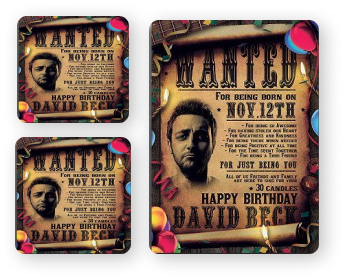 WANTED
FOR BEING BORN ON
NOV.12TH
FOR JUST BEING YOU
HAPPY BIRTHDAY
DAVID BECK
WANTED
FOR BEING BORN ON
NOV.12TH
FOR JUST BEING YOU
HAPPY BIRTHDAY
DAVID BECK
WANTED
FOR BEING BORN ON
NOV.12TH
- FOR BEING SO AWESOME
- FOR HAVING STOLEN OUR HEART
- FOR GREATNESS AND KINDNESS
- FOR BEING THERE WHEN NEEDED
- FOR BEING POSITIVE AT ALL TIME
- FOR THE TIME SPENT TOGETHER
- FOR BEING A TRUE FRIEND
FOR JUST BEING YOU
ALL OF US FRIENDS AND FAMILY
ARE HERE TO GIVE YOU YOUR
30 CANDLES
HAPPY BIRTHDAY
DAVID BECK